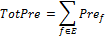 TotPre = ∑_{f∈E} Pre_f